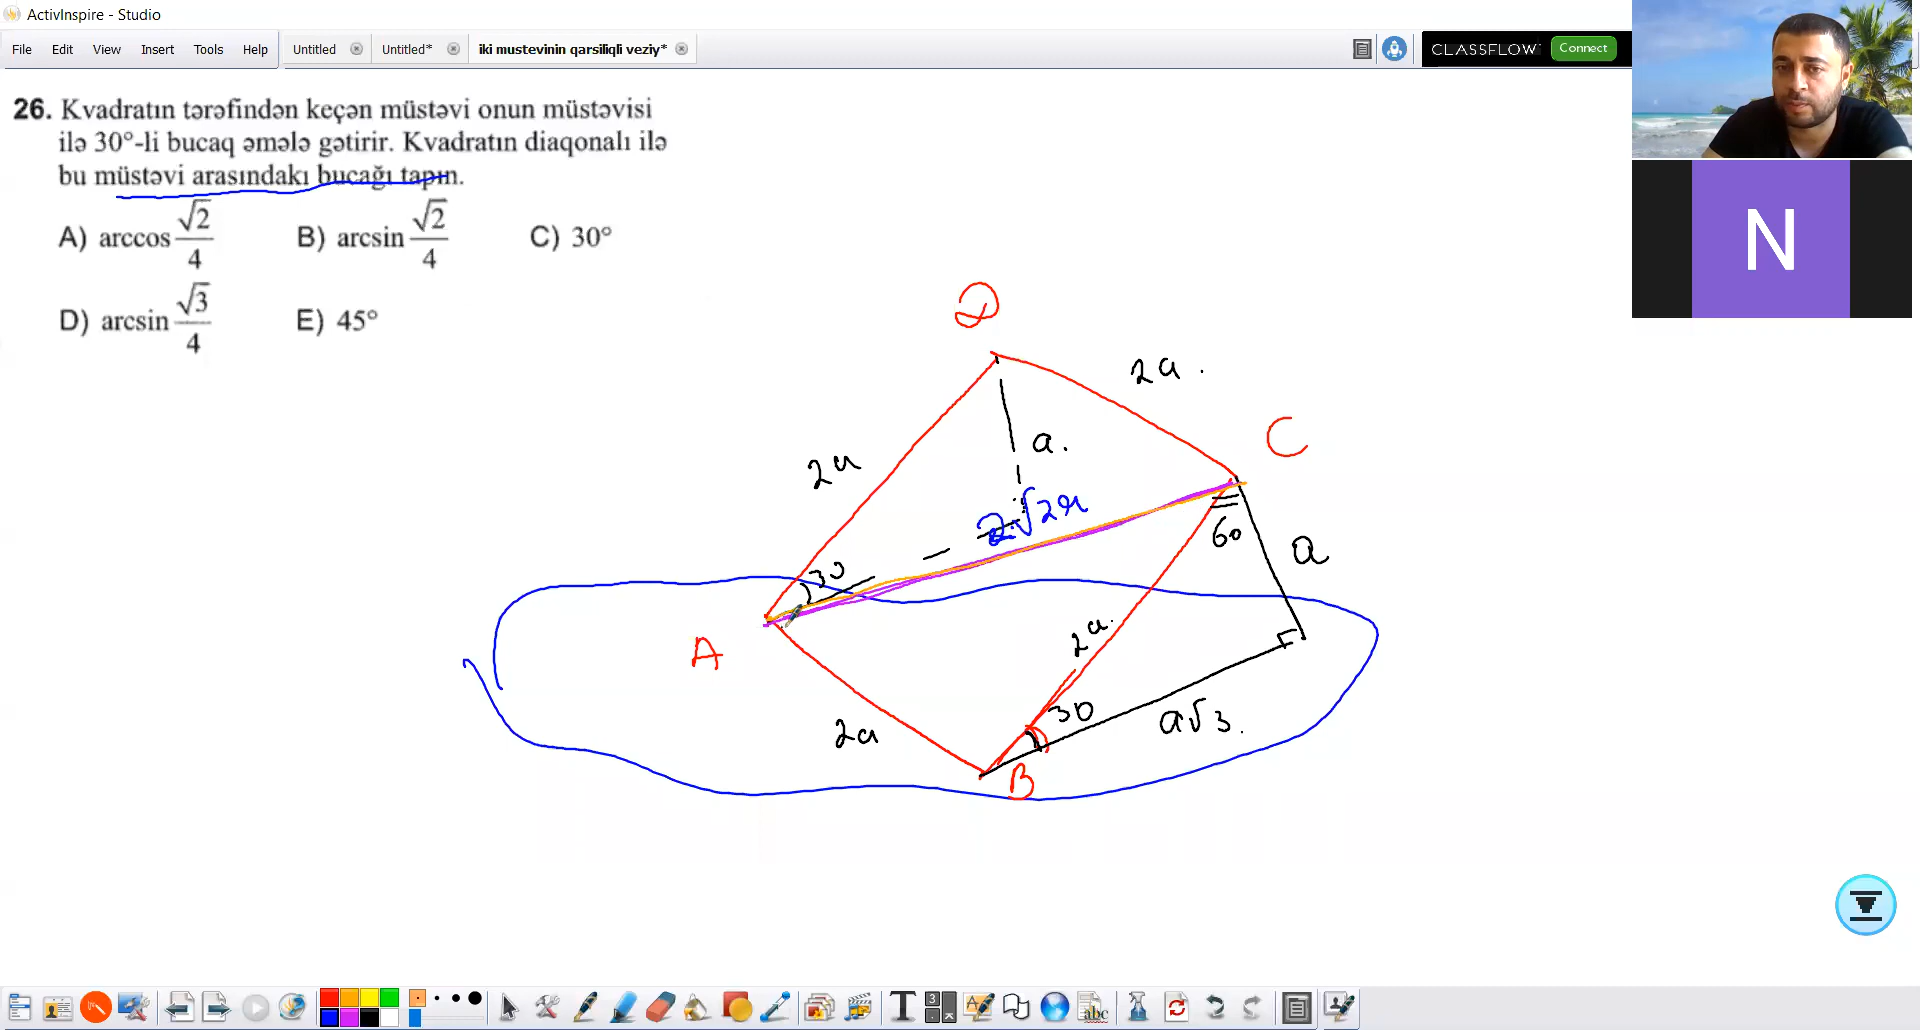 ActivInspire - Studio
File Edit View Insert Tools Help
Untitled
Untitled*
iki mustevinin qarsiliqli veziy*
CLASSFLOW
Connect
26. Kvadratın tərəfindən keçən müstəvi onun müstəvisi
ilə 30°-li bucaq əmələ gətirir. Kvadratın diaqonalı ilə
bu müstəvi arasındakı bucağı tapın.
A) arccos √2/4 B) arcsin √2/4 C) 30°
D) arcsin √3/4 E) 45°
N
D
2a.
C
2a
a.
2√2a
60
a
30
A
2a.
30
a√3.
2a
B
T
3
abc